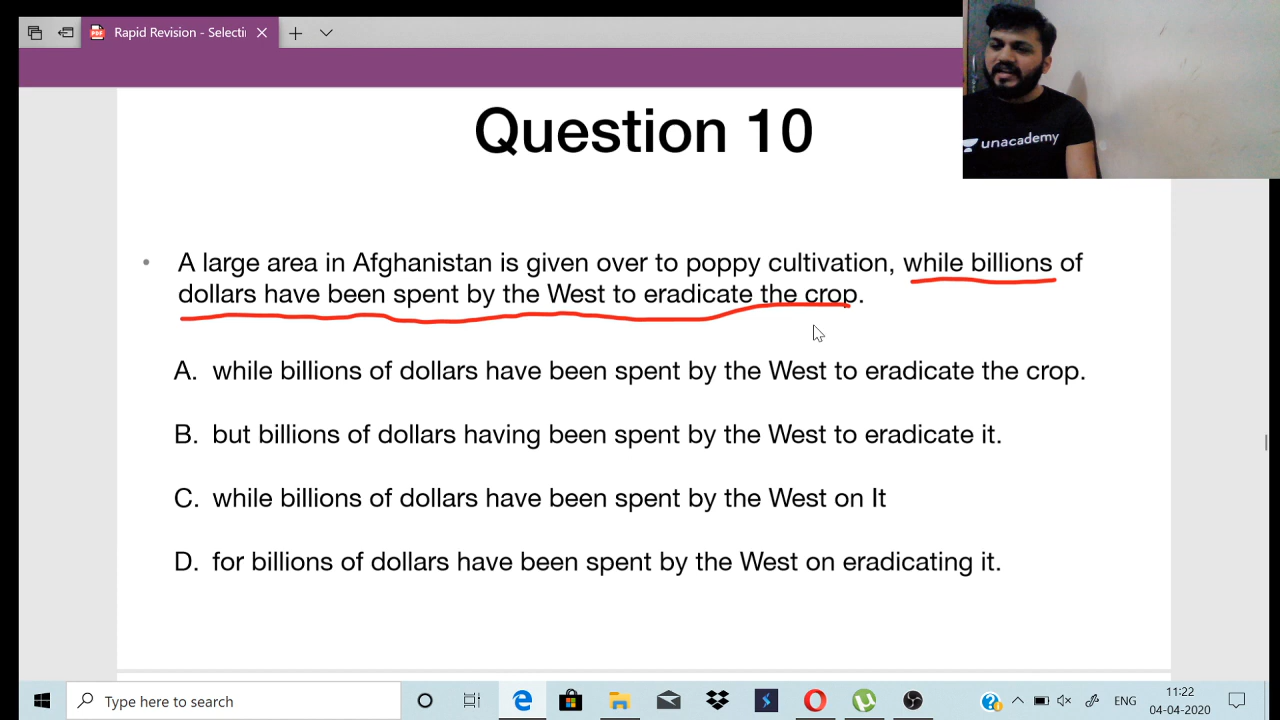 Rapid Revision - Selecti
Question 10
unacademy
• A large area in Afghanistan is given over to poppy cultivation, while billions of
dollars have been spent by the West to eradicate the crop.
A. while billions of dollars have been spent by the West to eradicate the crop.
B. but billions of dollars having been spent by the West to eradicate it.
C. while billions of dollars have been spent by the West on It
D. for billions of dollars have been spent by the West on eradicating it.
Type here to search
ENG
11:22
04-04-2020